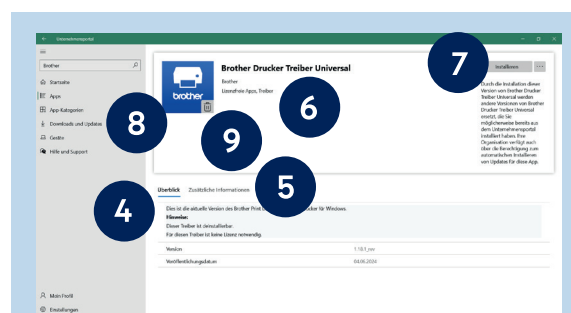 Unternehmensportal
Brother
Startseite
Apps
App-Kategorien
Downloads und Updates
Geräte
Hilfe und Support
Mein Profil
Einstellungen
brother
Brother Drucker Treiber Universal
Brother
Lizenzfreie Apps, Treiber
Installieren
Durch die Installation dieser
Version von Brother Drucker
Treiber Universal werden
andere Versionen von Brother
Drucker Treiber Universal
ersetzt, die Sie
möglicherweise bereits aus
dem Unternehmensportal
installiert haben. Ihre
Organisation verfügt auch
über die Berechtigung zum
automatischen Installieren
von Updates für diese App.
7
6
8
9
5
4
Überblick Zusätzliche Informationen
Dies ist die aktuelle Version des Brother Print für Windows.
Hinweise:
Dieser Treiber ist deinstallierbar.
Für diesen Treiber ist keine Lizenz notwendig.
Version
Veröffentlichungsdatum 04.06.2024